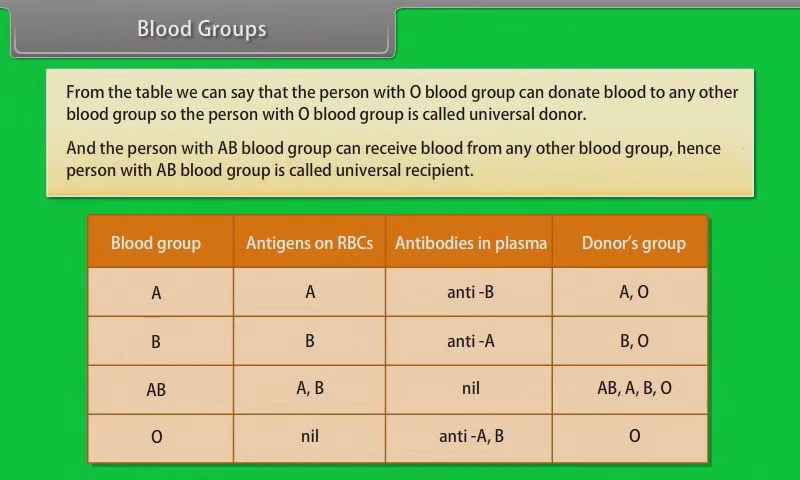 Blood Groups
From the table we can say that the person with O blood group can donate blood to any other
blood group so the person with O blood group is called universal donor.
And the person with AB blood group can receive blood from any other blood group, hence
person with AB blood group is called universal recipient.
Blood group Antigens on RBCs Antibodies in plasma Donor's group
A A anti -B A, O
B B anti -A B, O
AB A, B nil AB, A, B, O
O nil anti -A, B O